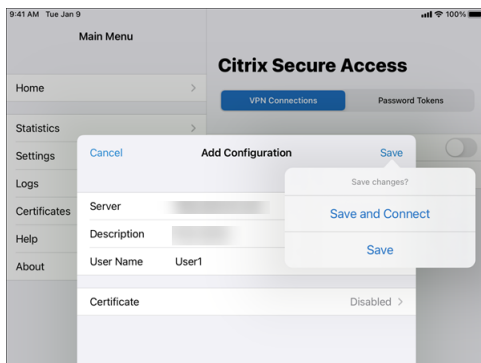 9:41 AM Tue Jan 9
100%
Main Menu
Citrix Secure Access
Home
VPN Connections
Password Tokens
Statistics
Settings
Logs
Certificates
Help
About
Cancel
Add Configuration
Save
Save changes?
Save and Connect
Save
Server
Description
User Name
User1
Certificate
Disabled